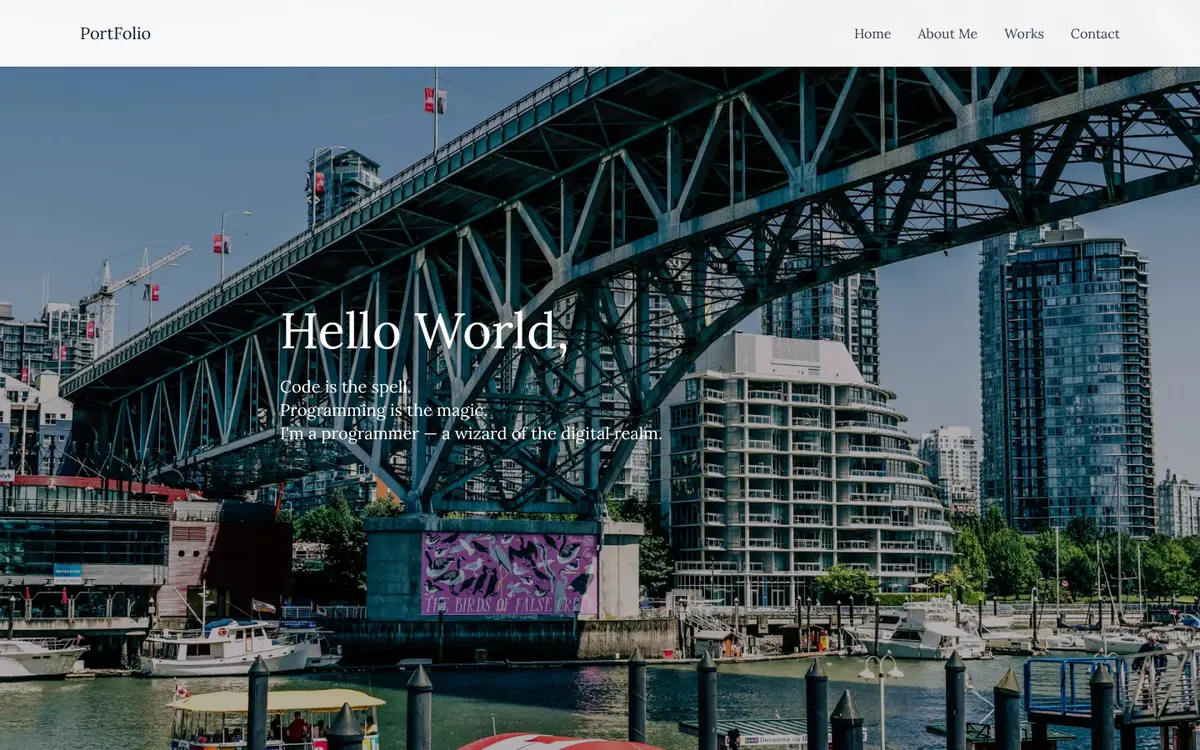 PortFolio
Home
About Me
Works
Contact
Hello World,
Code is the spell.
Programming is the magic.
I'm a programmer — a wizard of the digital realm.
THE BIRDS OF FALSE CRE